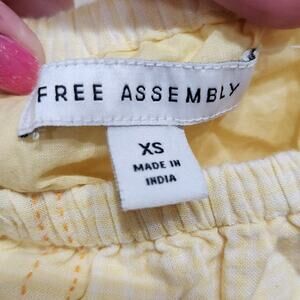 FREE ASSEMBLY
XS
MADE IN
INDIA